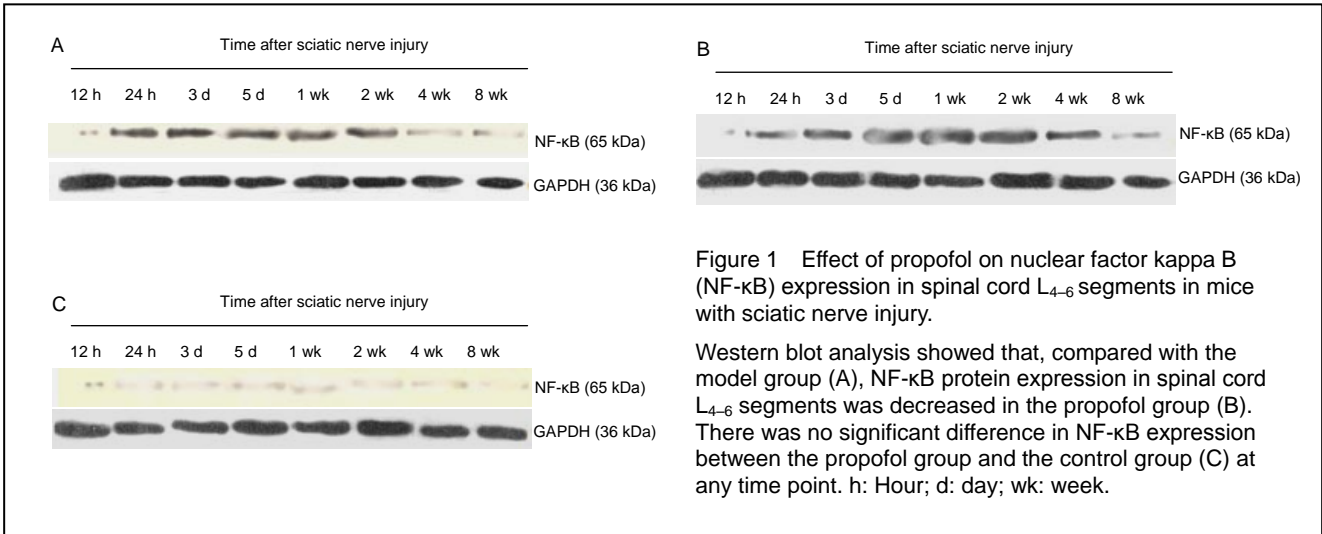 A
Time after sciatic nerve injury
12 h 24 h 3 d 5 d 1 wk 2 wk 4 wk 8 wk
NF-κB (65 kDa)
GAPDH (36 kDa)
B
Time after sciatic nerve injury
12 h 24 h 3 d 5 d 1 wk 2 wk 4 wk 8 wk
NF-κB (65 kDa)
GAPDH (36 kDa)
C
Time after sciatic nerve injury
12 h 24 h 3 d 5 d 1 wk 2 wk 4 wk 8 wk
NF-κB (65 kDa)
GAPDH (36 kDa)
Figure 1 Effect of propofol on nuclear factor kappa B
(NF-κB) expression in spinal cord L4–6 segments in mice
with sciatic nerve injury.
Western blot analysis showed that, compared with the
model group (A), NF-κB protein expression in spinal cord
L4–6 segments was decreased in the propofol group (B).
There was no significant difference in NF-κB expression
between the propofol group and the control group (C) at
any time point. h: Hour; d: day; wk: week.